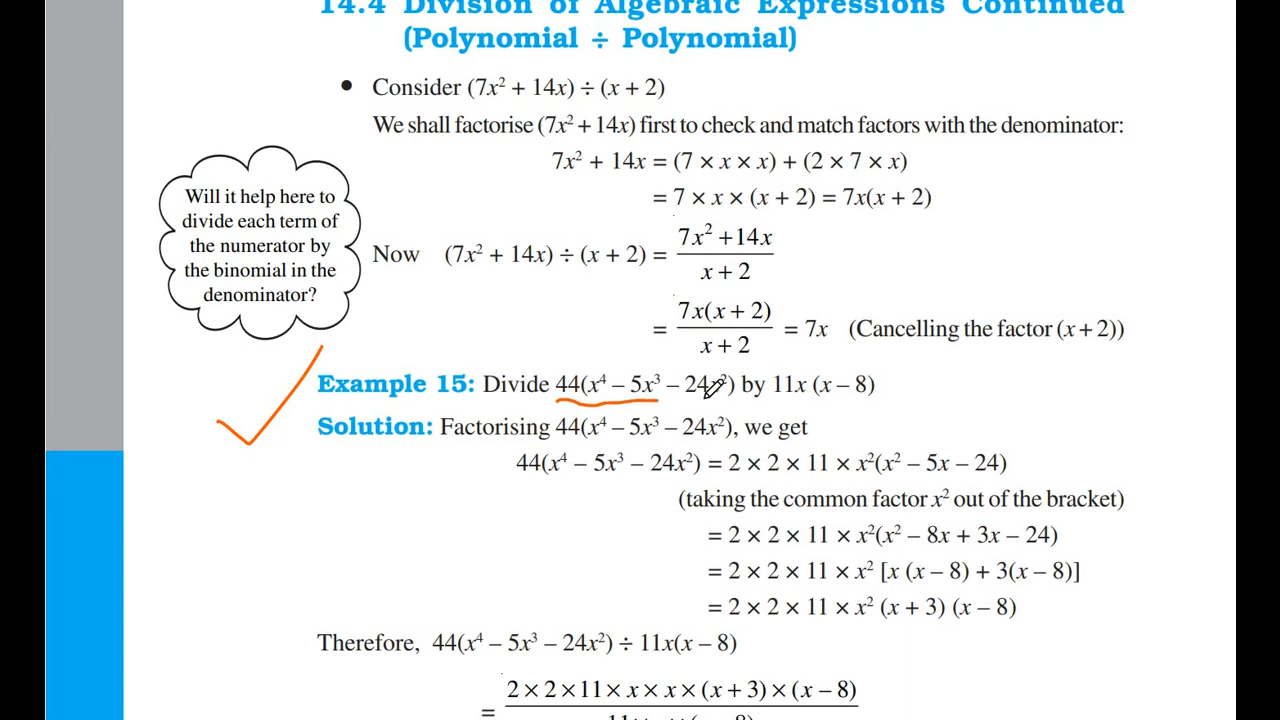 14.4 Division of Algebraic Expressions Continued
(Polynomial ÷ Polynomial)
• Consider (7x² + 14x) ÷ (x + 2)
We shall factorise (7x² + 14x) first to check and match factors with the denominator:
7x² + 14x = (7 × x × x) + (2 × 7 × x)
= 7 × x × (x + 2) = 7x(x + 2)
Will it help here to
divide each term of
the numerator by
the binomial in the
denominator?
Now (7x² + 14x) ÷ (x + 2) = 7x² + 14x / x + 2
= 7x(x + 2) / x + 2 = 7x (Cancelling the factor (x + 2))
Example 15: Divide 44(x⁴ – 5x³ – 24x²) by 11x (x – 8)
Solution: Factorising 44(x⁴ – 5x³ – 24x²), we get
44(x⁴ – 5x³ – 24x²) = 2 × 2 × 11 × x²(x² – 5x – 24)
(taking the common factor x² out of the bracket)
= 2 × 2 × 11 × x²(x² – 8x + 3x – 24)
= 2 × 2 × 11 × x² [x (x – 8) + 3(x – 8)]
= 2 × 2 × 11 × x² (x + 3) (x – 8)
Therefore, 44(x⁴ – 5x³ – 24x²) ÷ 11x(x – 8)
= 2 × 2 × 11 × x × x × (x + 3) × (x – 8)